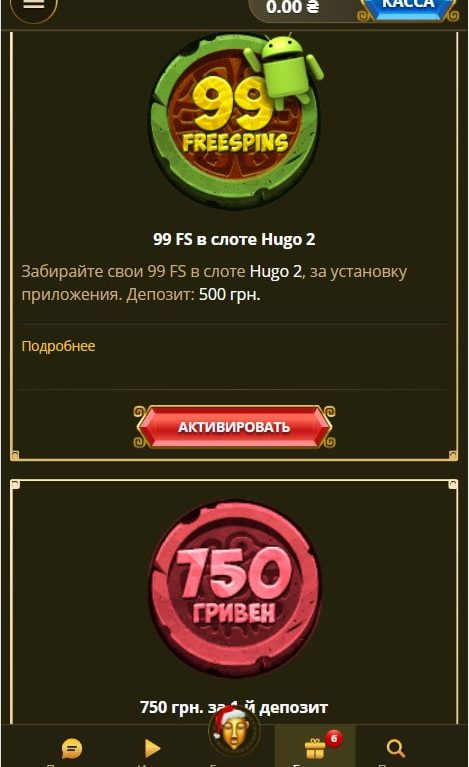 0.00 ₴
КАССА
99
FREESPINS
99 FS в слоте Hugo 2
Забирайте свои 99 FS в слоте Hugo 2, за установку
приложения. Депозит: 500 грн.
Подробнее
АКТИВИРОВАТЬ
750
ГРИВЕН
750 грн. за 1-й депозит
6